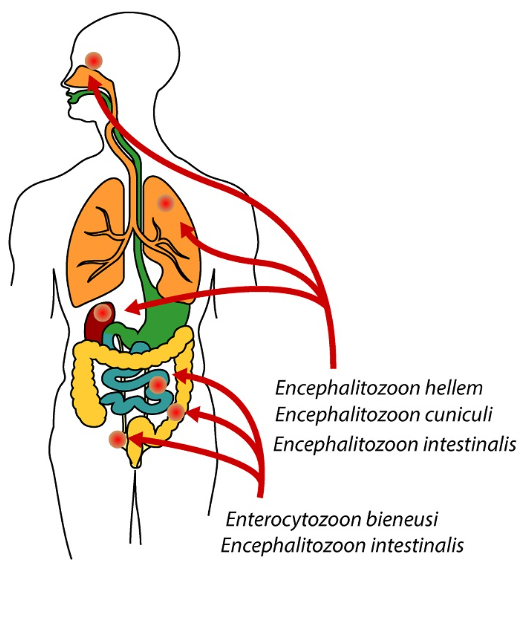 Encephalitozoon hellem
Encephalitozoon cuniculi
Encephalitozoon intestinalis
Enterocytozoon bieneusi
Encephalitozoon intestinalis